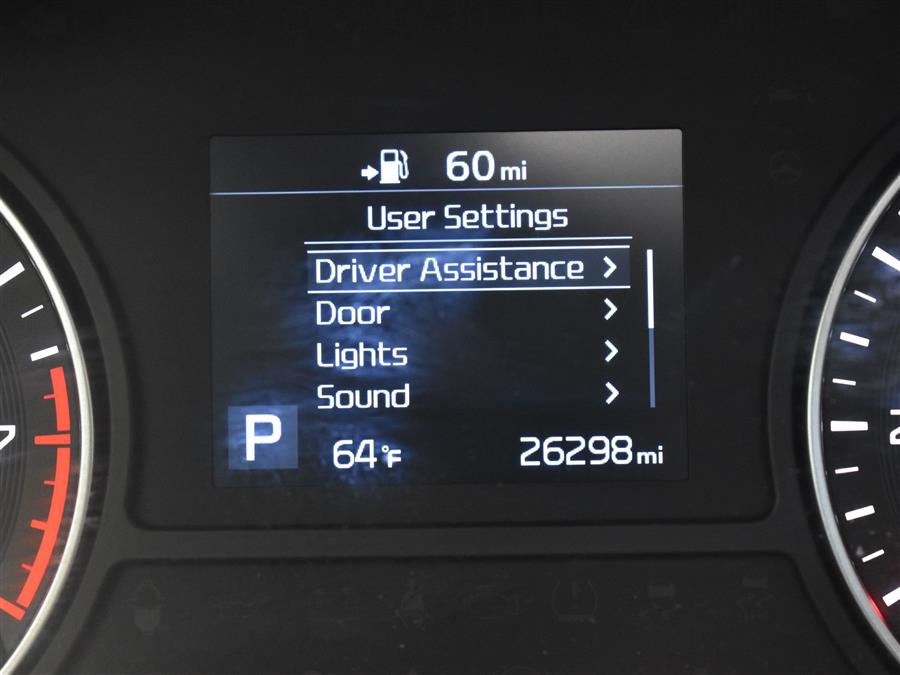 60 mi
User Settings
Driver Assistance >
Door >
Lights >
Sound >
P
64°F 26298 mi